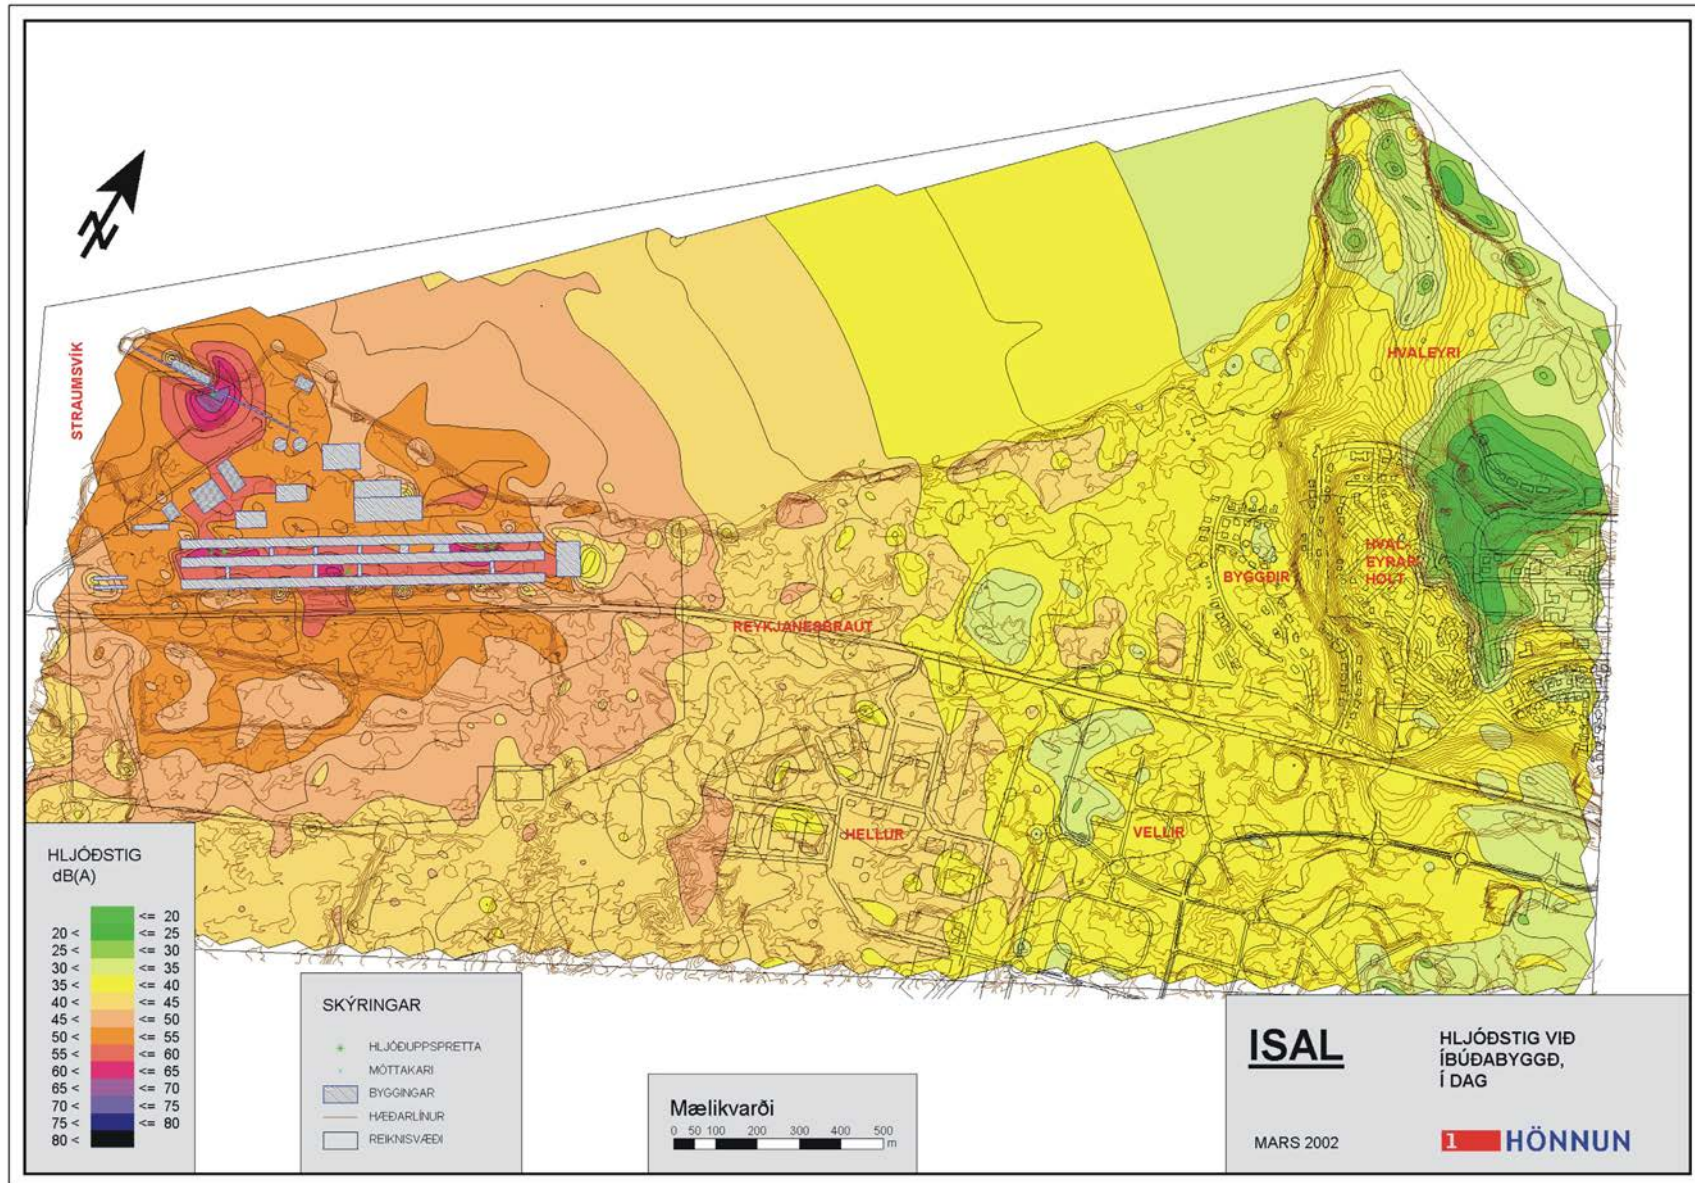 N
STRAUMSVÍK
HVALEYRI
BYGGÐIR
HVAL-
EYRAR-
HOLT
REYKJANESBRAUT
HELLUR
VELLIR
HLJÓÐSTIG
dB(A)
<= 20
20 < <= 25
25 < <= 30
30 < <= 35
35 < <= 40
40 < <= 45
45 < <= 50
50 < <= 55
55 < <= 60
60 < <= 65
65 < <= 70
70 < <= 75
75 < <= 80
80 <
SKÝRINGAR
HLJÓÐUPPSPRETTA
MÓTTAKARI
BYGGINGAR
HÆÐARLÍNUR
REIKNISVÆÐI
Mælikvarði
0 50 100 200 300 400 500
m
ISAL
HLJÓÐSTIG VIÐ
ÍBÚÐABYGGÐ,
Í DAG
MARS 2002
1 HÖNNUN